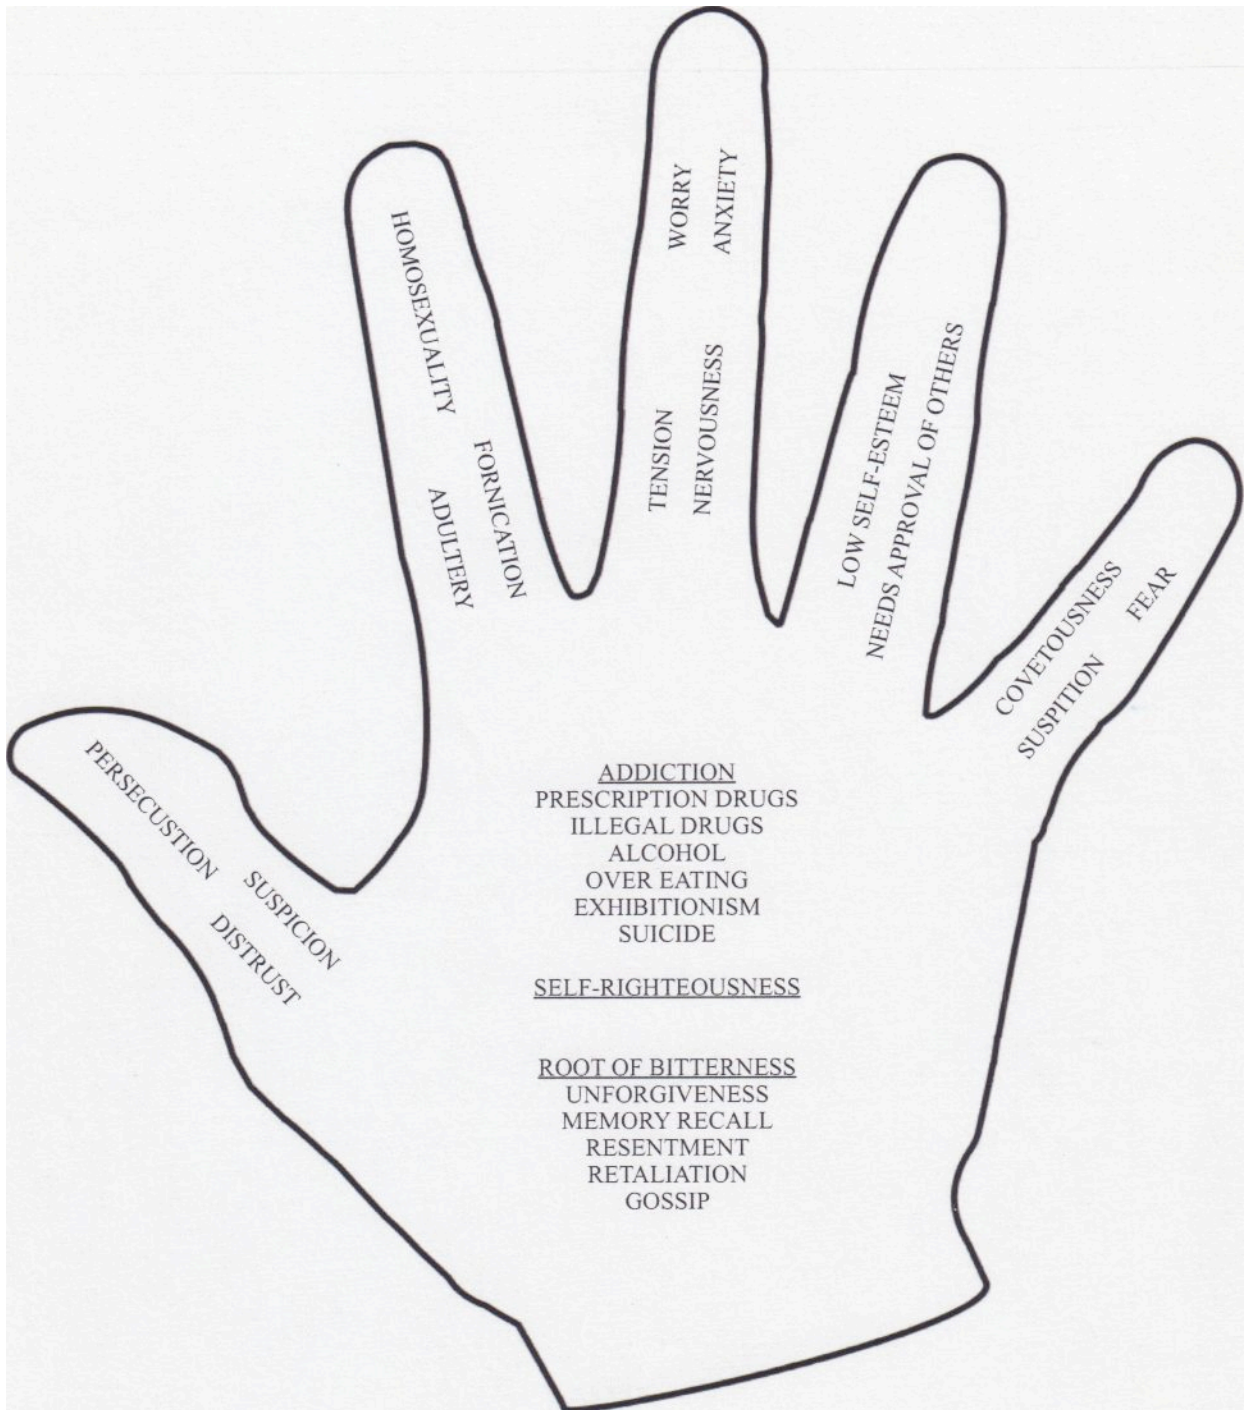 PERSECUSTION
SUSPICION
DISTRUST
HOMOSEXUALITY
FORNICATION
ADULTERY
WORRY
ANXIETY
TENSION
NERVOUSNESS
LOW SELF-ESTEEM
NEEDS APPROVAL OF OTHERS
COVETOUSNESS
FEAR
SUSPITION
ADDICTION
PRESCRIPTION DRUGS
ILLEGAL DRUGS
ALCOHOL
OVER EATING
EXHIBITIONISM
SUICIDE
SELF-RIGHTEOUSNESS
ROOT OF BITTERNESS
UNFORGIVENESS
MEMORY RECALL
RESENTMENT
RETALIATION
GOSSIP